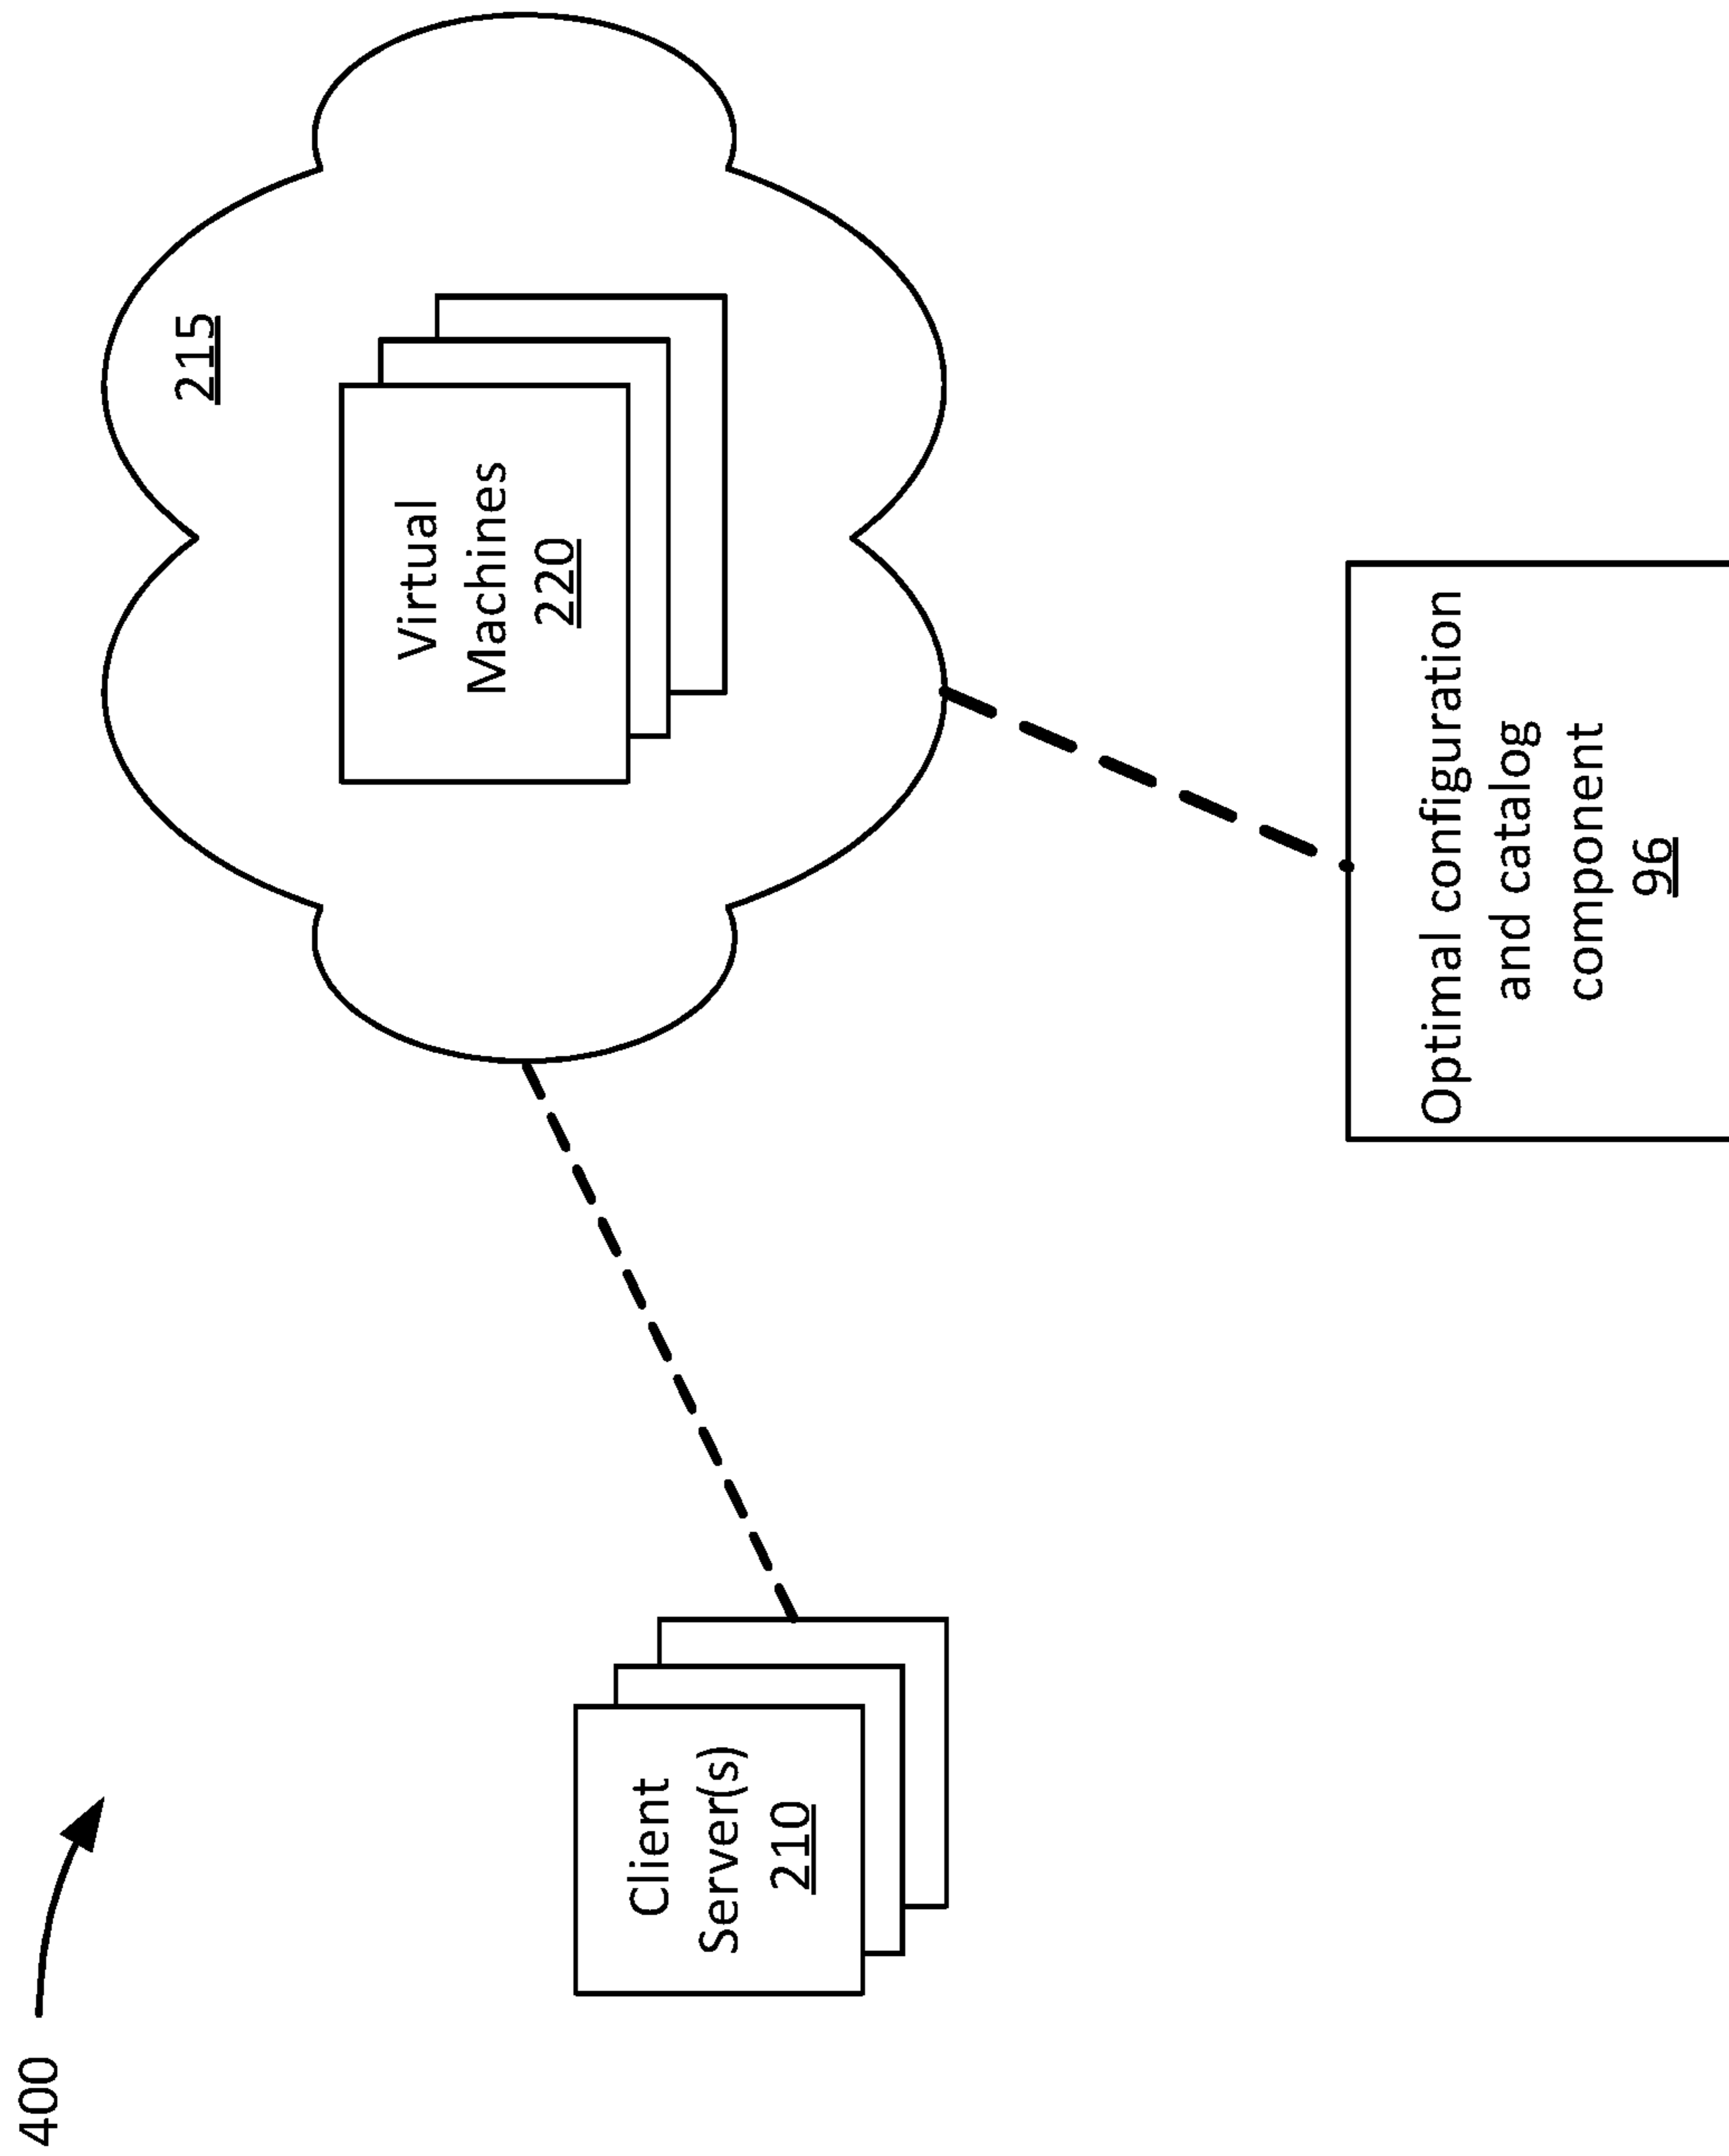 400
215
Virtual
Machines
220
Client
Server(s)
210
Optimal configuration
and catalog
component
96